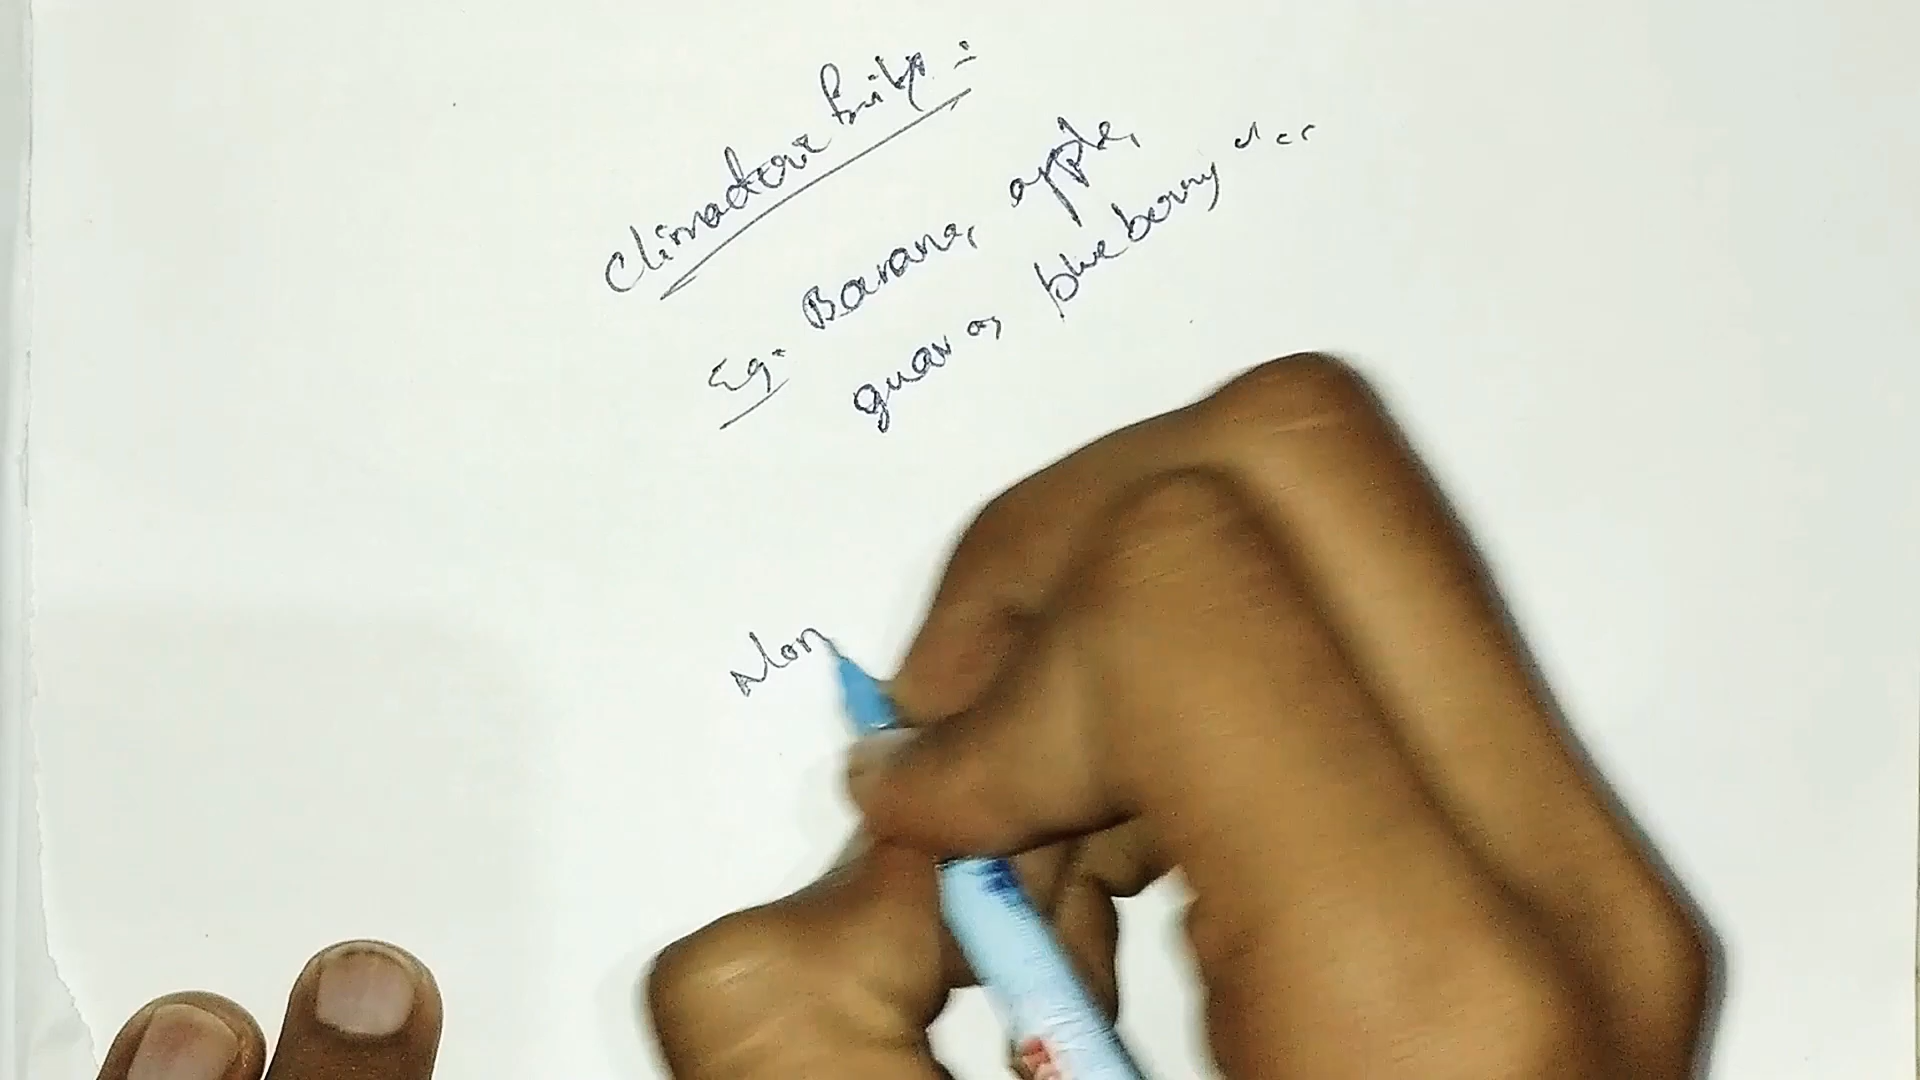 Climacteric fruits =
Eg:- Banana, apple,
guava, blueberry etc
Non